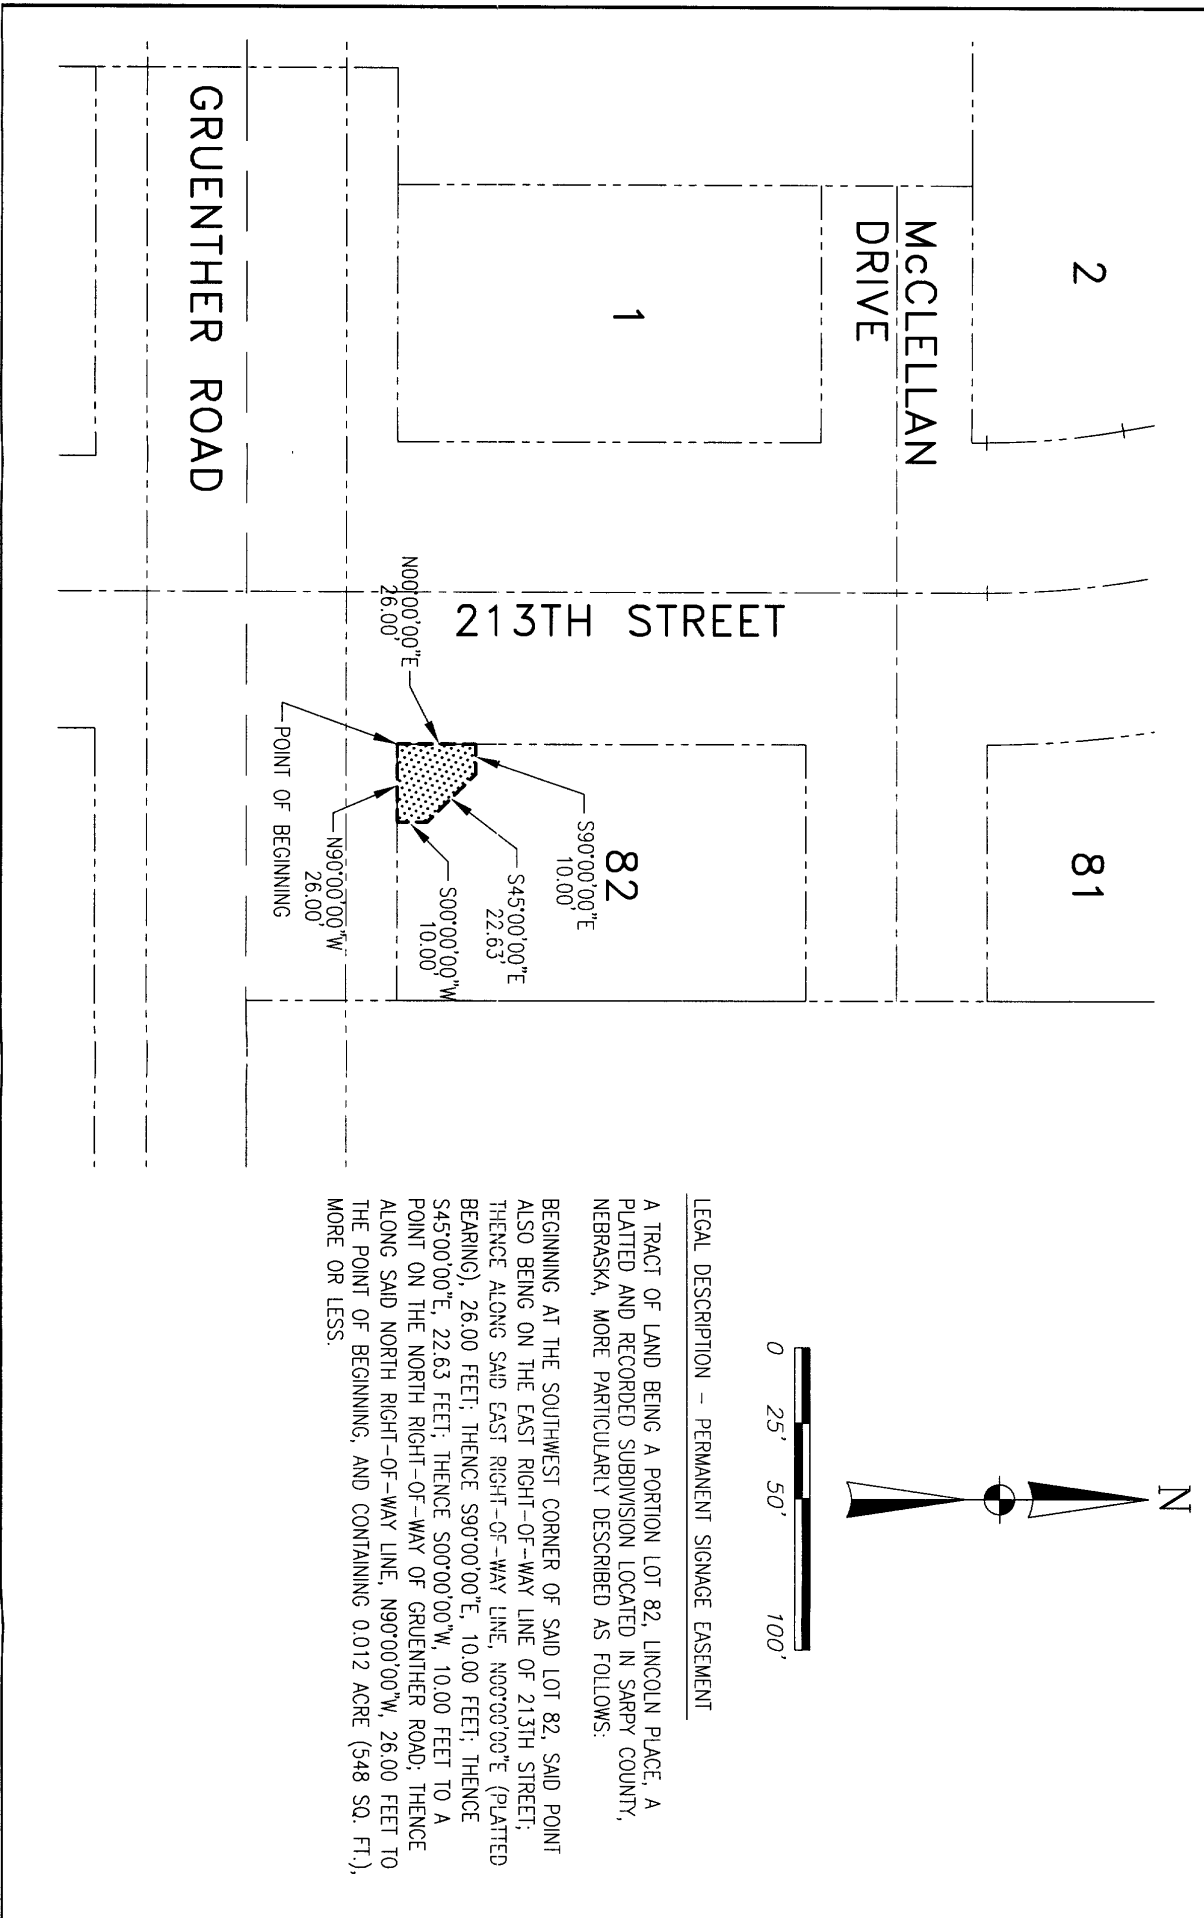 GRUENTHER ROAD
1
McCLELLAN
DRIVE
2
213TH STREET
N00°00'00"E
26.00'
POINT OF BEGINNING
N90°00'00"W
26.00'
S00°00'00"W
10.00'
S45°00'00"E
22.63'
S90°00'00"E
10.00'
82
81
N
0 25' 50' 100'
LEGAL DESCRIPTION - PERMANENT SIGNAGE EASEMENT
A TRACT OF LAND BEING A PORTION LOT 82, LINCOLN PLACE, A
PLATTED AND RECORDED SUBDIVISION LOCATED IN SARPY COUNTY,
NEBRASKA, MORE PARTICULARLY DESCRIBED AS FOLLOWS:
BEGINNING AT THE SOUTHWEST CORNER OF SAID LOT 82, SAID POINT
ALSO BEING ON THE EAST RIGHT-OF-WAY LINE OF 213TH STREET;
THENCE ALONG SAID EAST RIGHT-OF-WAY LINE, N00°00'00"E (PLATTED
BEARING), 26.00 FEET; THENCE S90°00'00"E, 10.00 FEET; THENCE
S45°00'00"E, 22.63 FEET; THENCE S00°00'00"W, 10.00 FEET TO A
POINT ON THE NORTH RIGHT-OF-WAY OF GRUENTHER ROAD; THENCE
ALONG SAID NORTH RIGHT-OF-WAY LINE, N90°00'00"W, 26.00 FEET TO
THE POINT OF BEGINNING, AND CONTAINING 0.012 ACRE (548 SQ. FT.),
MORE OR LESS.